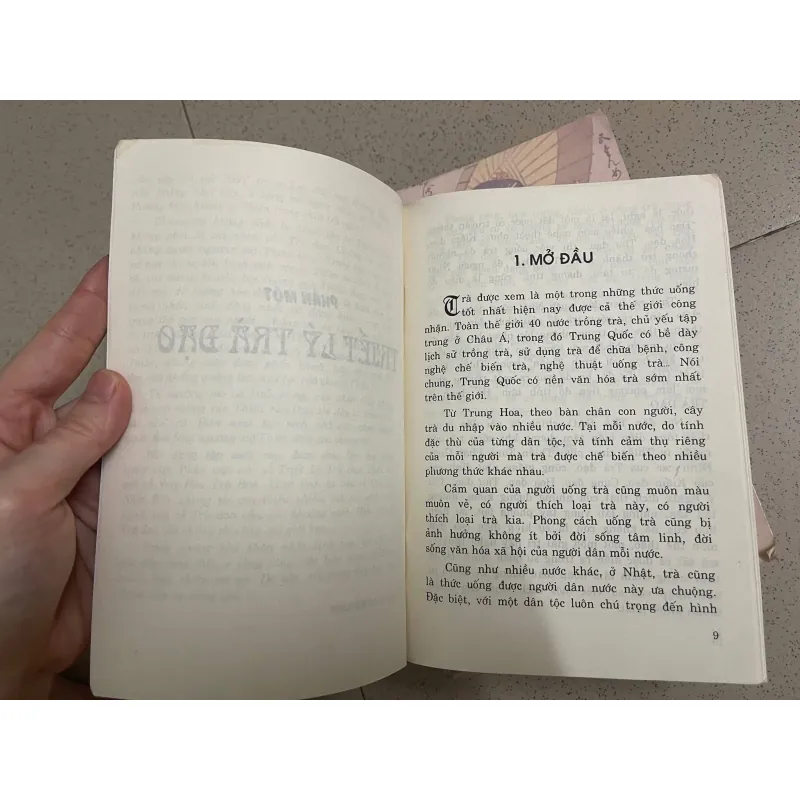 PHẦN MỘT
TRIẾT LÝ TRÀ ĐẠO
1. MỞ ĐẦU
Trà được xem là một trong những thức uống
tốt nhất hiện nay được cả thế giới công
nhận. Toàn thế giới 40 nước trồng trà, chủ yếu tập
trung ở Châu Á, trong đó Trung Quốc có bề dày
lịch sử trồng trà, sử dụng trà để chữa bệnh, công
nghệ chế biến trà, nghệ thuật uống trà... Nói
chung, Trung Quốc có nền văn hóa trà sớm nhất
trên thế giới.
Từ Trung Hoa, theo bàn chân con người, cây
trà du nhập vào nhiều nước. Tại mỗi nước, do tính
đặc thù của từng dân tộc, và tính cảm thụ riêng
của mỗi người mà trà được chế biến theo nhiều
phương thức khác nhau.
Cảm quan của người uống trà cũng muôn màu
muôn vẻ, có người thích loại trà này, có người
thích loại trà kia. Phong cách uống trà cũng bị
ảnh hưởng không ít bởi đời sống tâm linh, đời
sống văn hóa xã hội của người dân mỗi nước.
Cũng như nhiều nước khác, ở Nhật, trà cũng
là thức uống được người dân nước này ưa chuộng.
Đặc biệt, với một dân tộc luôn chú trọng đến hình
9